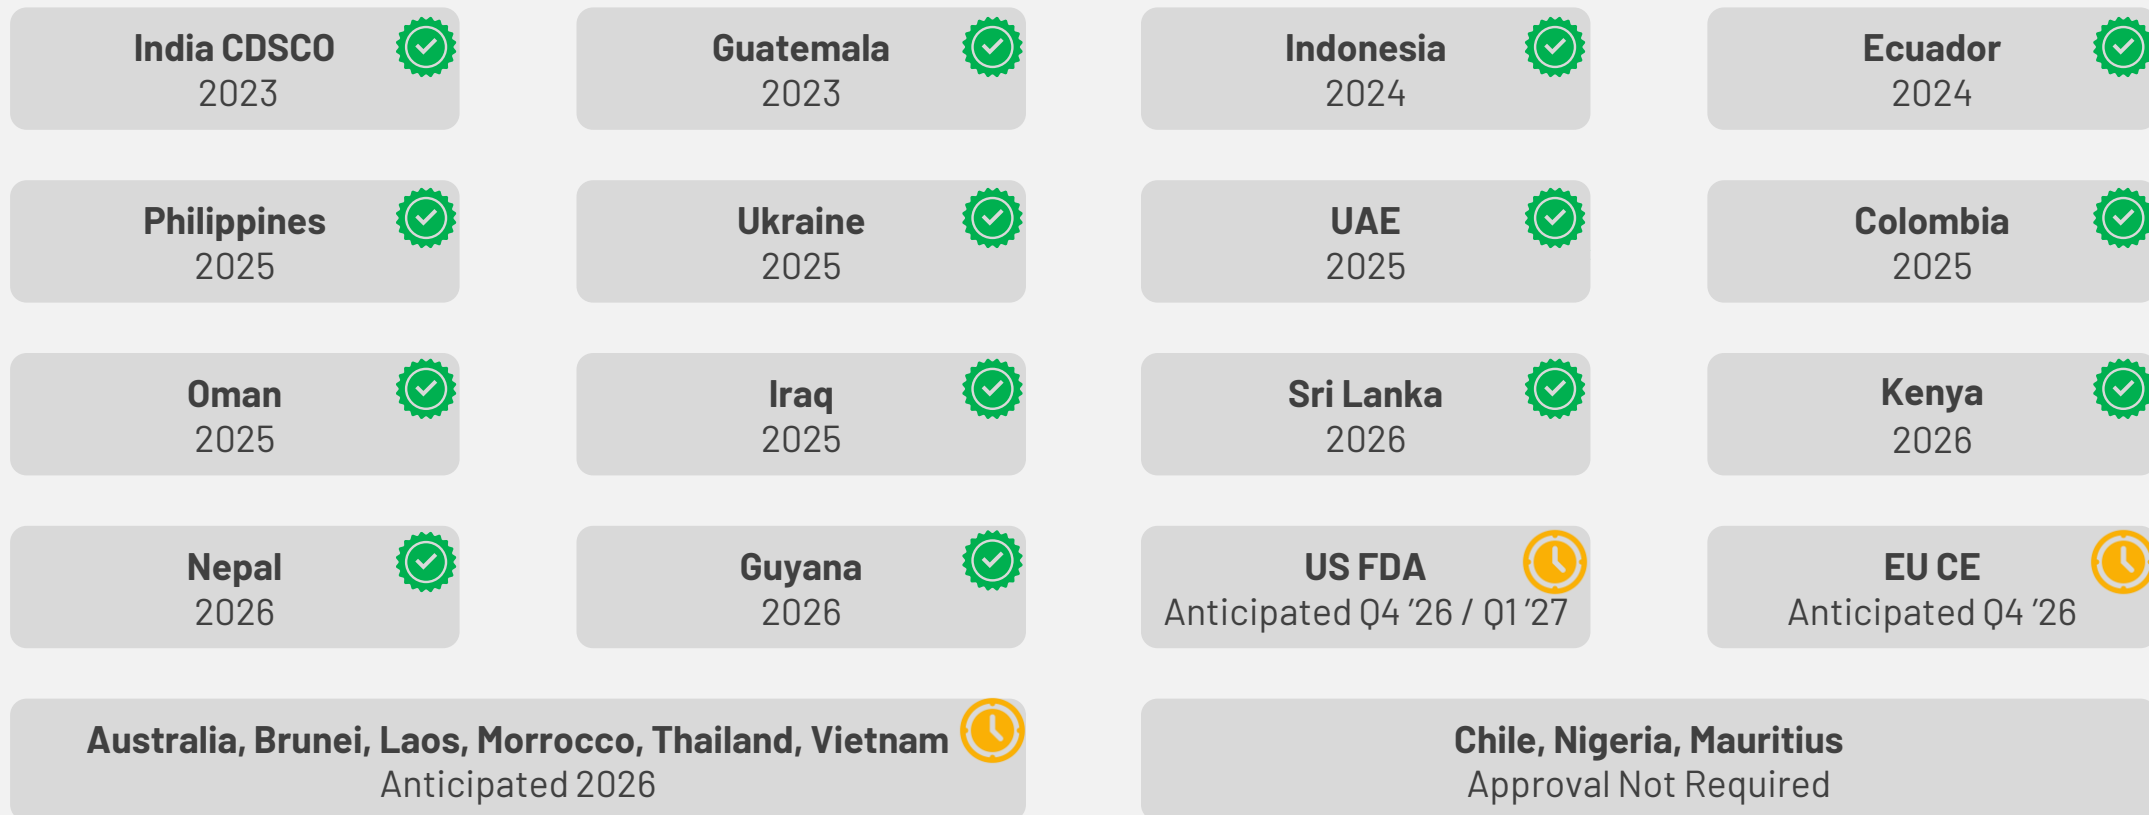 India CDSCO
2023
Guatemala
2023
Indonesia
2024
Ecuador
2024
Philippines
2025
Ukraine
2025
UAE
2025
Colombia
2025
Oman
2025
Iraq
2025
Sri Lanka
2026
Kenya
2026
Nepal
2026
Guyana
2026
US FDA
Anticipated Q4 ’26 / Q1 ’27
EU CE
Anticipated Q4 ’26
Australia, Brunei, Laos, Morrocco, Thailand, Vietnam
Anticipated 2026
Chile, Nigeria, Mauritius
Approval Not Required